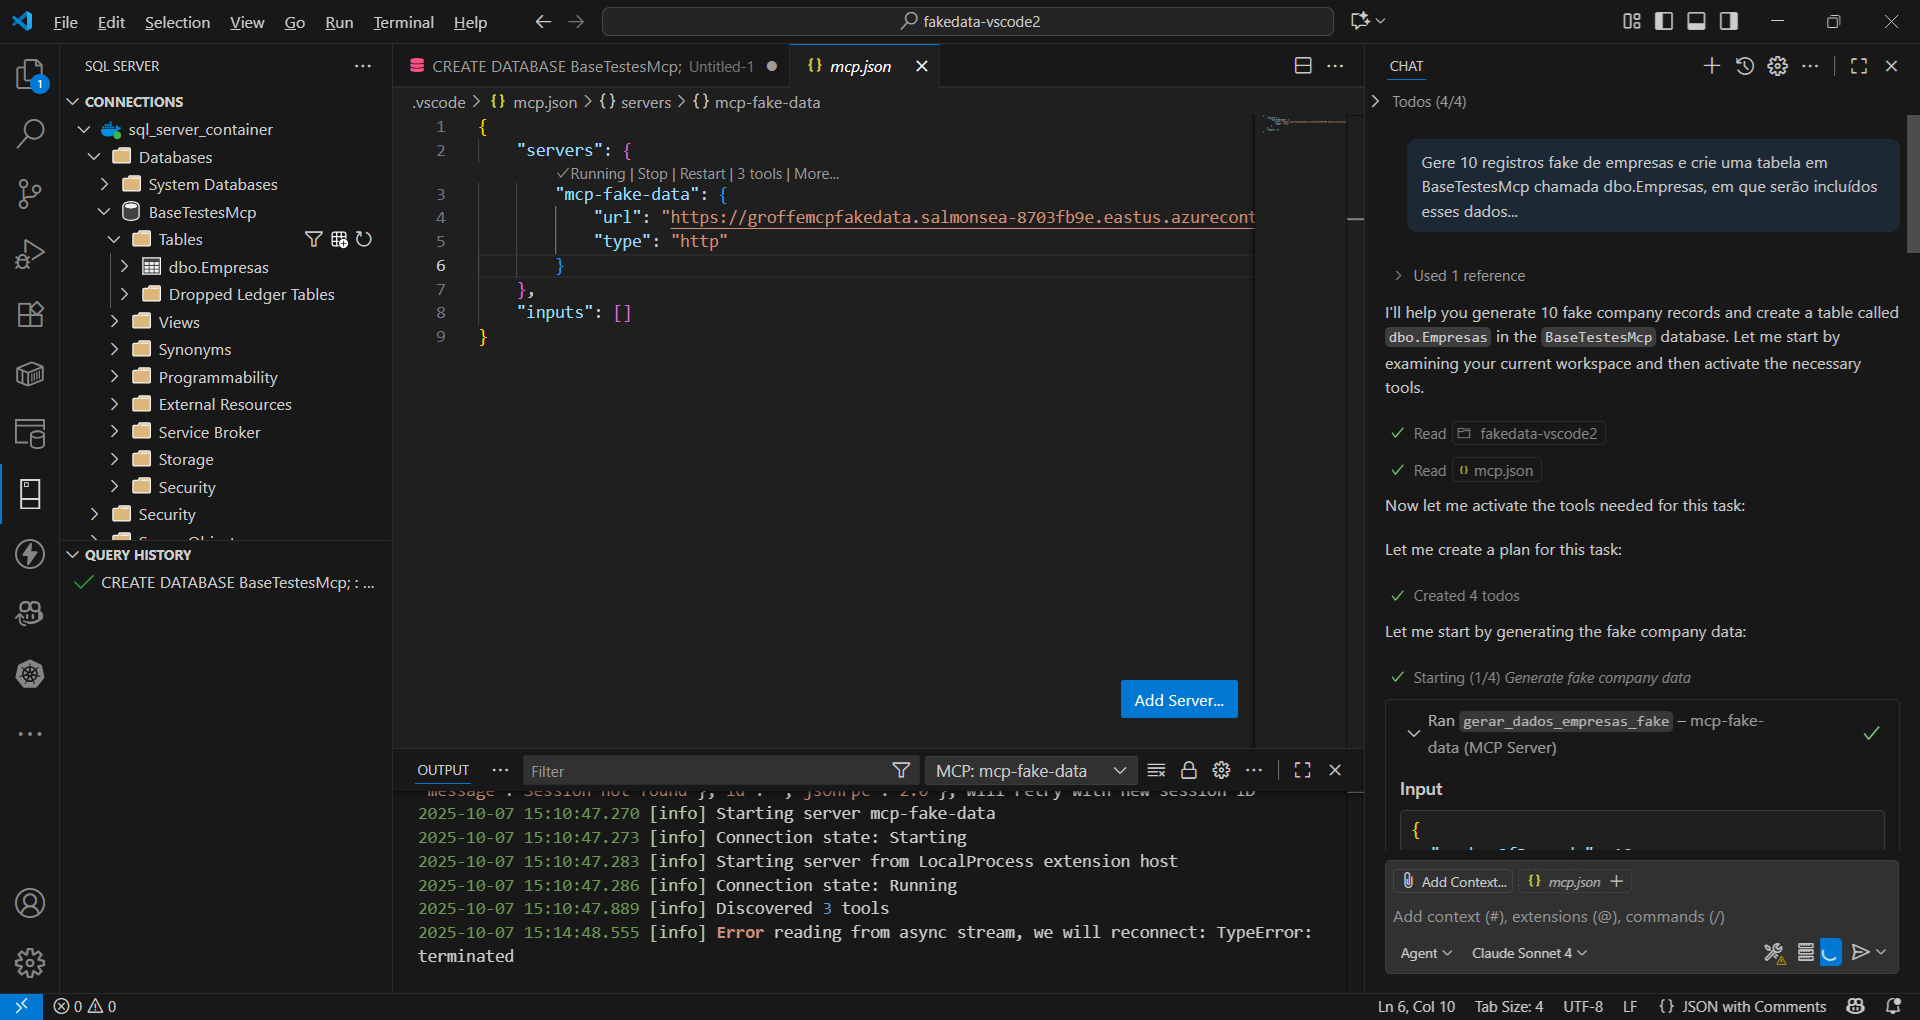 File Edit Selection View Go Run Terminal Help
fakedata-vscode2
SQL SERVER
CONNECTIONS
sql_server_container
Databases
System Databases
BaseTestesMcp
Tables
dbo.Empresas
Dropped Ledger Tables
Views
Synonyms
Programmability
External Resources
Service Broker
Storage
Security
Security
QUERY HISTORY
CREATE DATABASE BaseTestesMcp; : ...
1
CREATE DATABASE BaseTestesMcp; Untitled-1
mcp.json
.vscode > mcp.json > {} servers > {} mcp-fake-data
1 {
2 "servers": {
✓Running | Stop | Restart | 3 tools | More...
3 "mcp-fake-data": {
4 "url": "https://groffemcpfakedata.salmonsea-8703fb9e.eastus.azurecont
5 "type": "http"
6 }
7 },
8 "inputs": []
9 }
Add Server...
OUTPUT
Filter
MCP: mcp-fake-data
"message": "Session not found"}, "id": "", "jsonrpc": "2.0"}, will retry with new session ID
2025-10-07 15:10:47.270 [info] Starting server mcp-fake-data
2025-10-07 15:10:47.273 [info] Connection state: Starting
2025-10-07 15:10:47.283 [info] Starting server from LocalProcess extension host
2025-10-07 15:10:47.286 [info] Connection state: Running
2025-10-07 15:10:47.889 [info] Discovered 3 tools
2025-10-07 15:14:48.555 [info] Error reading from async stream, we will reconnect: TypeError:
terminated
CHAT
Todos (4/4)
Gere 10 registros fake de empresas e crie uma tabela em
BaseTestesMcp chamada dbo.Empresas, em que serão incluídos
esses dados...
Used 1 reference
I'll help you generate 10 fake company records and create a table called
dbo.Empresas in the BaseTestesMcp database. Let me start by
examining your current workspace and then activate the necessary
tools.
Read fakedata-vscode2
Read mcp.json
Now let me activate the tools needed for this task:
Let me create a plan for this task:
Created 4 todos
Let me start by generating the fake company data:
Starting (1/4) Generate fake company data
Ran gerar_dados_empresas_fake – mcp-fake-
data (MCP Server)
Input
{
Add Context... mcp.json +
Add context (#), extensions (@), commands (/)
Agent Claude Sonnet 4
0 0
Ln 6, Col 10 Tab Size: 4 UTF-8 LF {} JSON with Comments